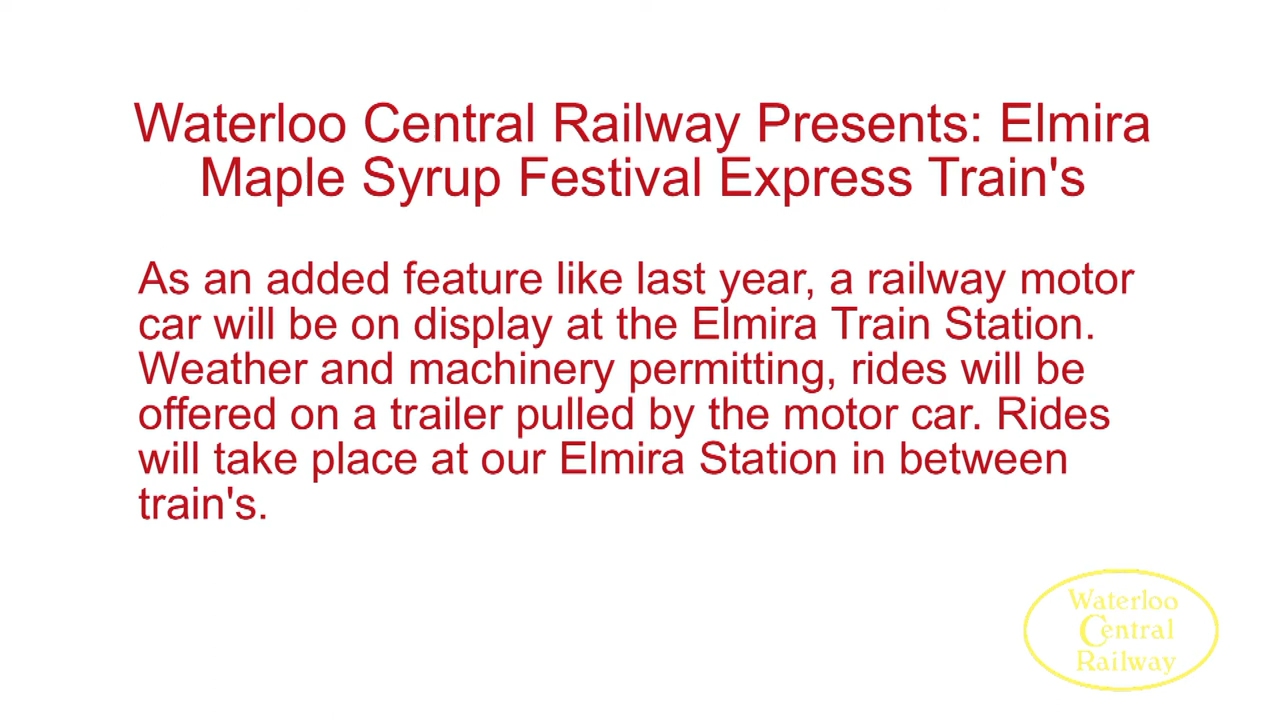 Waterloo Central Railway Presents: Elmira
Maple Syrup Festival Express Train's
As an added feature like last year, a railway motor
car will be on display at the Elmira Train Station.
Weather and machinery permitting, rides will be
offered on a trailer pulled by the motor car. Rides
will take place at our Elmira Station in between
train's.
Waterloo
Central
Railway